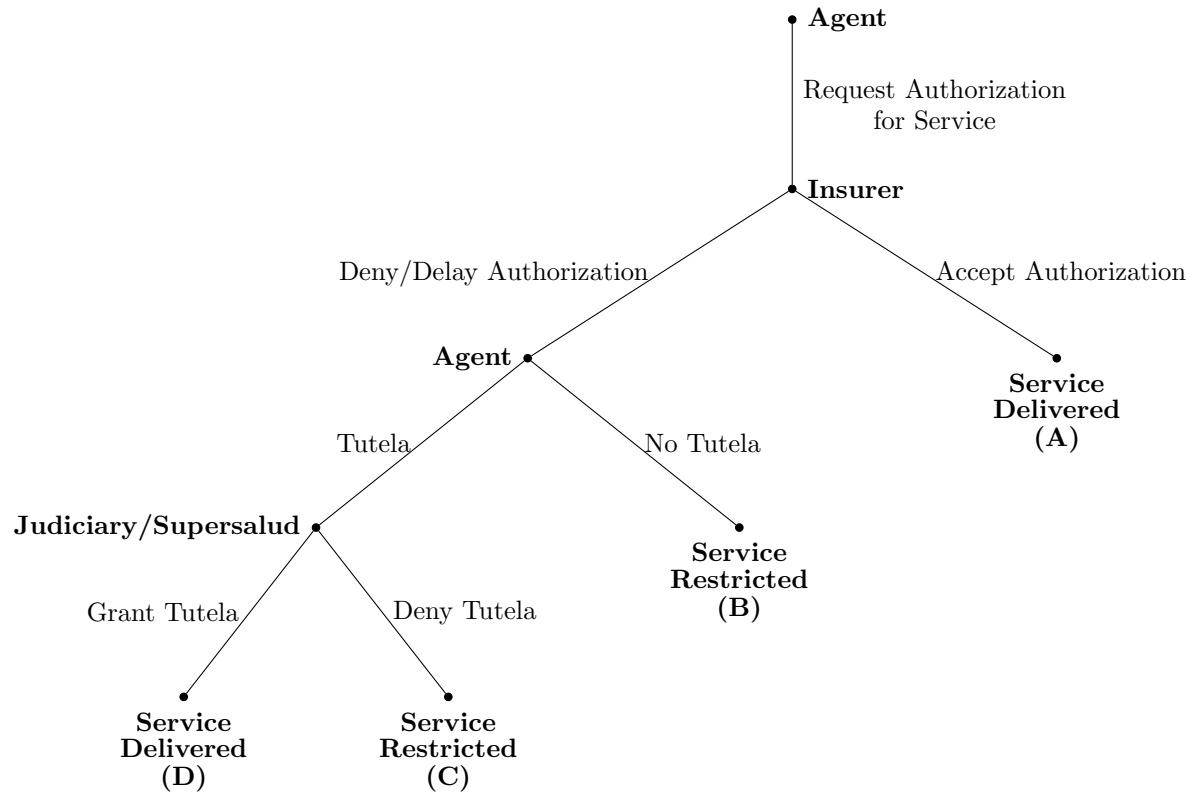 Agent
Request Authorization
for Service
Insurer
Deny/Delay Authorization
Accept Authorization
Agent
Service
Delivered
(A)
Tutela
No Tutela
Judiciary/Supersalud
Service
Restricted
(B)
Grant Tutela
Deny Tutela
Service
Delivered
(D)
Service
Restricted
(C)